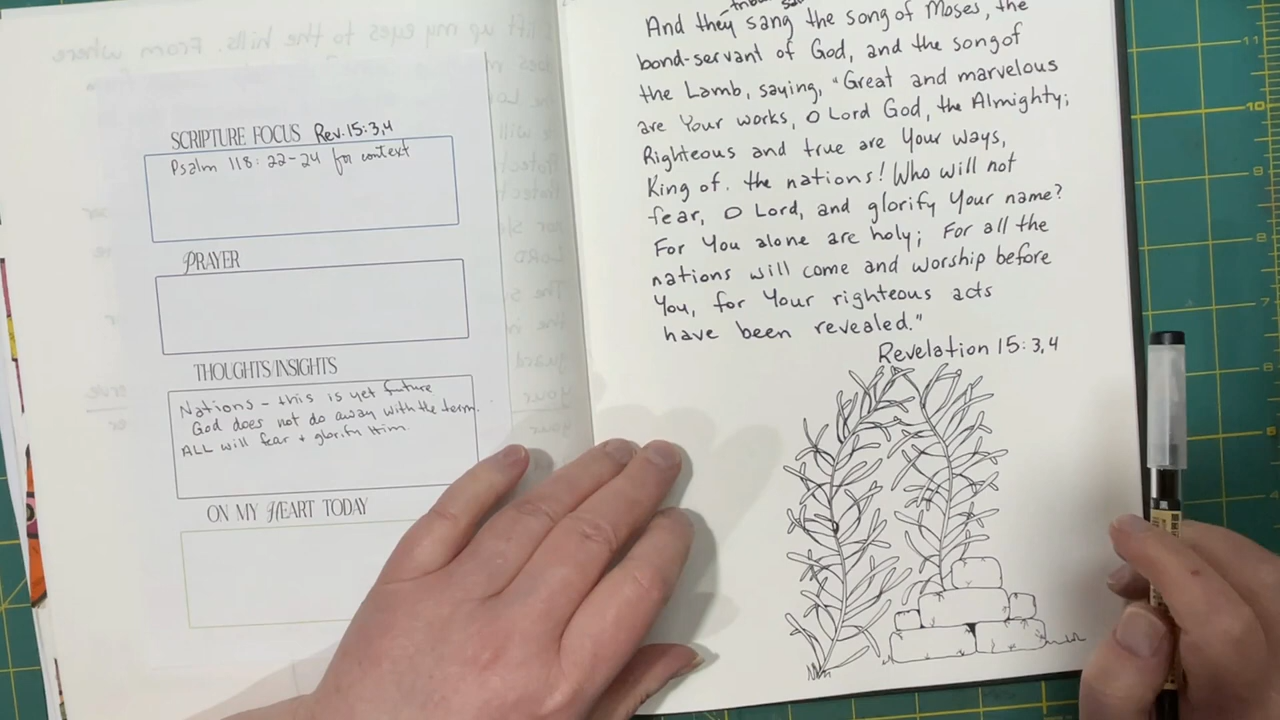 SCRIPTURE FOCUS Rev. 15:3,4
Psalm 118: 22-24 for context
PRAYER
THOUGHTS/INSIGHTS
Nations - this is yet future
God does not do away with the term.
ALL will fear + glorify Him.
ON MY HEART TODAY
And they sang the song of Moses, the
bond-servant of God, and the song of
the Lamb, saying, "Great and marvelous
are Your works, O Lord God, the Almighty;
Righteous and true are Your ways,
King of. the nations! Who will not
fear, O Lord, and glorify Your name?
For You alone are holy; For all the
nations will come and worship before
You, for Your righteous acts
have been revealed."
Revelation 15:3,4
11
10
9
8